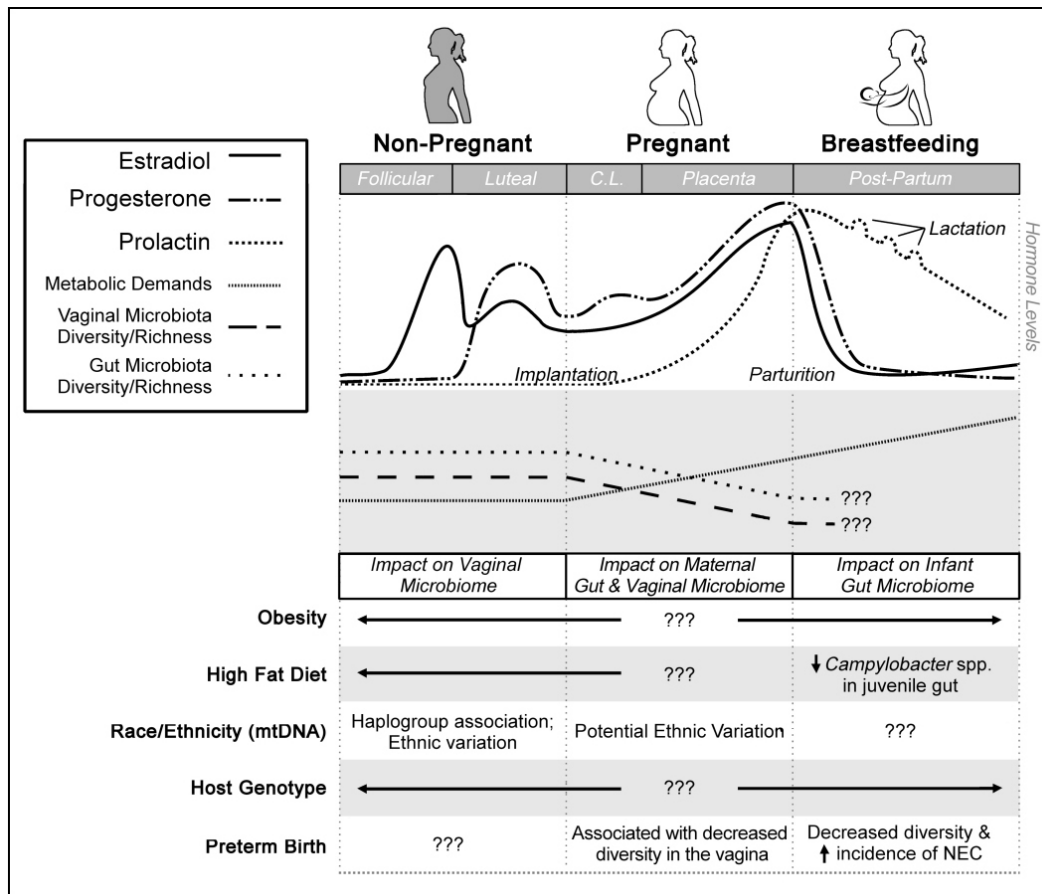 Non-Pregnant
Pregnant
Breastfeeding
Follicular
Luteal
C.L.
Placenta
Post-Partum
Estradiol
Progesterone
Prolactin
Metabolic Demands
Vaginal Microbiota
Diversity/Richness
Gut Microbiota
Diversity/Richness
Lactation
Hormone Levels
Implantation
Parturition
???
???
Impact on Vaginal
Microbiome
Impact on Maternal
Gut & Vaginal Microbiome
Impact on Infant
Gut Microbiome
Obesity
???
High Fat Diet
???
↓ Campylobacter spp.
in juvenile gut
Race/Ethnicity (mtDNA)
Haplogroup association;
Ethnic variation
Potential Ethnic Variation
???
Host Genotype
???
Preterm Birth
???
Associated with decreased
diversity in the vagina
Decreased diversity &
↑ incidence of NEC